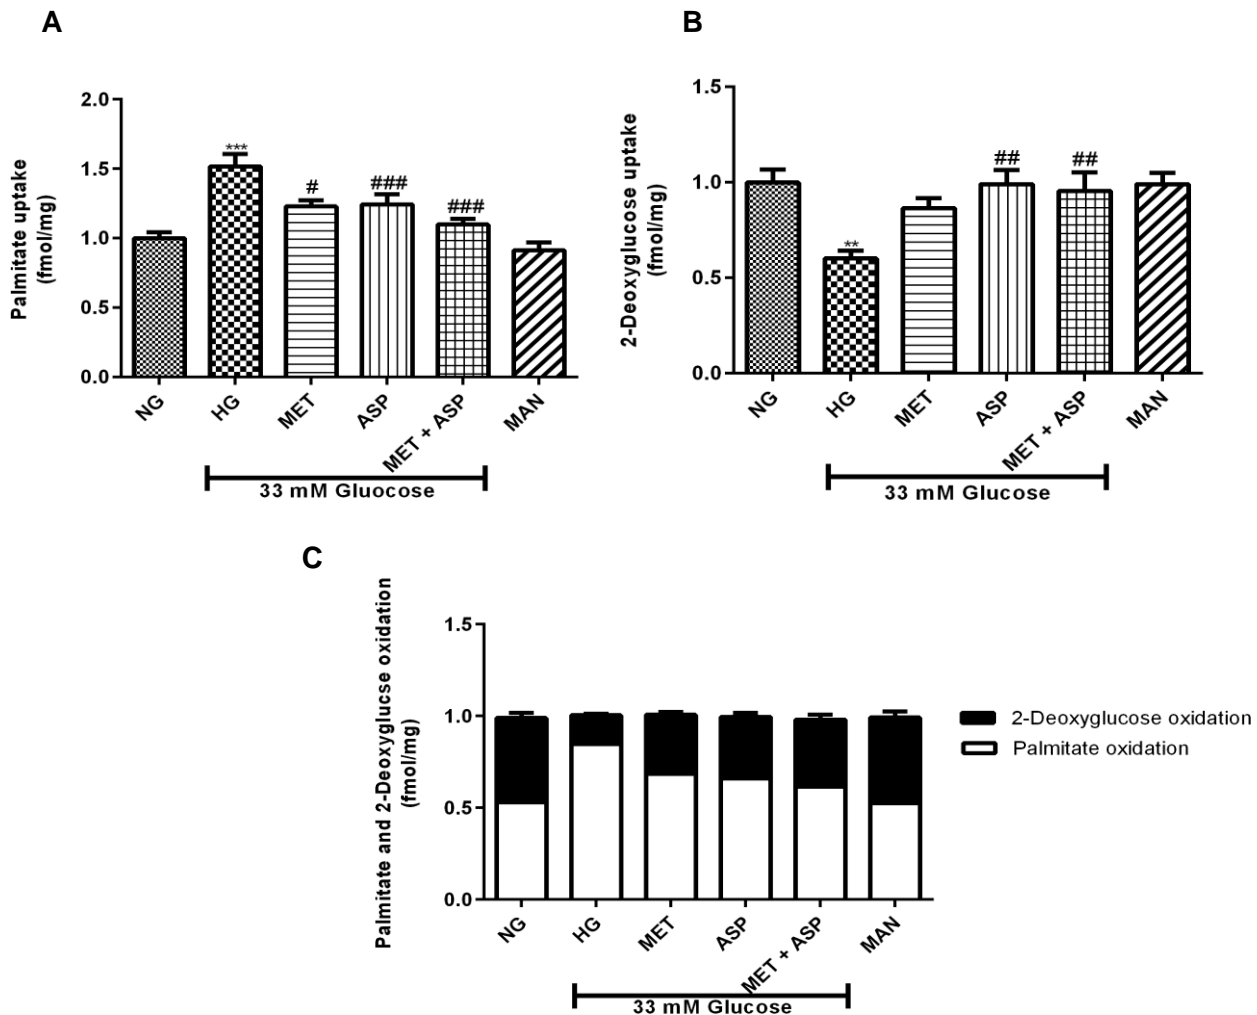 A
Palmitate uptake
(fmol/mg)
2.0
1.5
1.0
0.5
0.0
***
#
###
###
NG
HG
MET
ASP
MET + ASP
MAN
33 mM Gluocose
B
2-Deoxyglucose uptake
(fmol/mg)
1.5
1.0
0.5
0.0
**
##
##
NG
HG
MET
ASP
MET + ASP
MAN
33 mM Glucose
C
Palmitate and 2-Deoxyglucse oxidation
(fmol/mg)
1.5
1.0
0.5
0.0
NG
HG
MET
ASP
MET + ASP
MAN
33 mM Glucose
2-Deoxyglucose oxidation
Palmitate oxidation